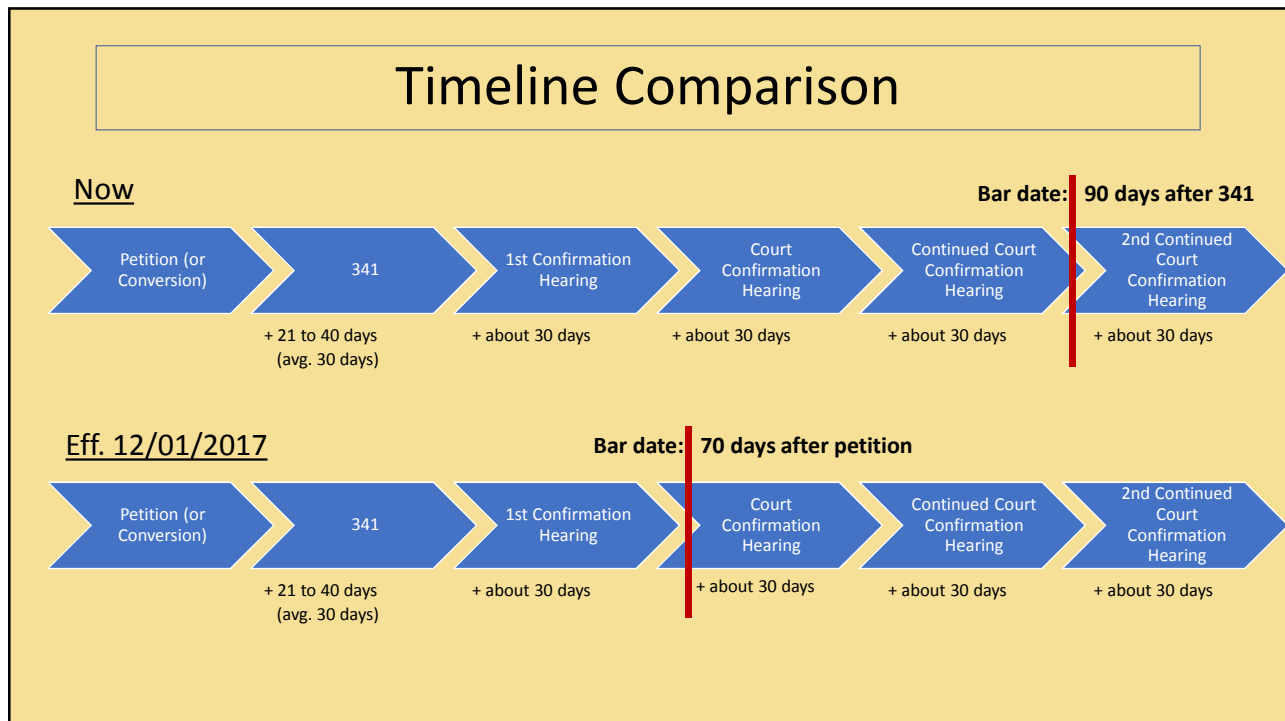 Timeline Comparison
Now
Bar date: 90 days after 341
Petition (or
Conversion)
341
1st Confirmation
Hearing
Court
Confirmation
Hearing
Continued Court
Confirmation
Hearing
2nd Continued
Court
Confirmation
Hearing
+ 21 to 40 days
(avg. 30 days)
+ about 30 days
+ about 30 days
+ about 30 days
+ about 30 days
Eff. 12/01/2017
Bar date: 70 days after petition
Petition (or
Conversion)
341
1st Confirmation
Hearing
Court
Confirmation
Hearing
Continued Court
Confirmation
Hearing
2nd Continued
Court
Confirmation
Hearing
+ 21 to 40 days
(avg. 30 days)
+ about 30 days
+ about 30 days
+ about 30 days
+ about 30 days